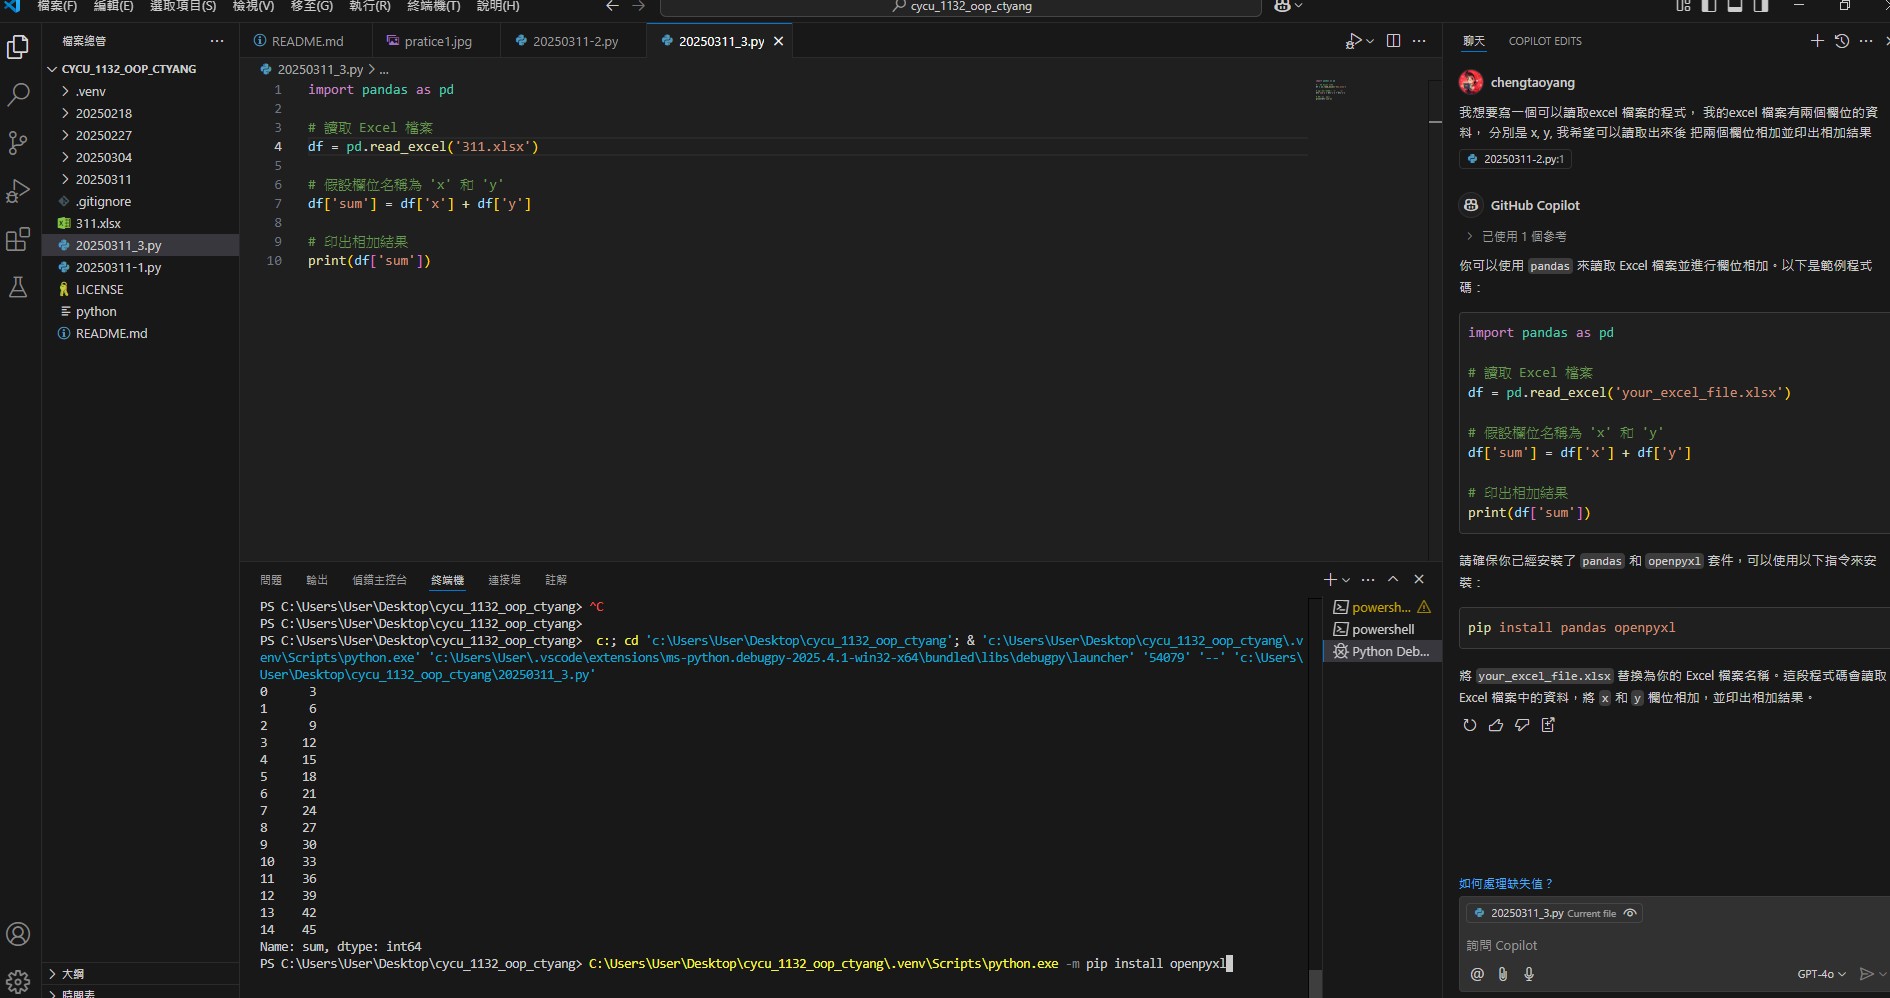 檔案(F) 編輯(E) 選取項目(S) 檢視(V) 移至(G) 執行(R) 終端機(T) 說明(H)
cycu_1132_oop_ctyang
檔案總管
CYCU_1132_OOP_CTYANG
.venv
20250218
20250227
20250304
20250311
.gitignore
311.xlsx
20250311_3.py
20250311-1.py
LICENSE
python
README.md
大綱
時間表
README.md pratice1.jpg 20250311-2.py 20250311_3.py
20250311_3.py > ...
1 import pandas as pd
2
3 # 讀取 Excel 檔案
4 df = pd.read_excel('311.xlsx')
5
6 # 假設欄位名稱為 'x' 和 'y'
7 df['sum'] = df['x'] + df['y']
8
9 # 印出相加結果
10 print(df['sum'])
問題 輸出 偵錯主控台 終端機 連接埠 註解
PS C:\Users\User\Desktop\cycu_1132_oop_ctyang> ^C
PS C:\Users\User\Desktop\cycu_1132_oop_ctyang>
PS C:\Users\User\Desktop\cycu_1132_oop_ctyang> c:; cd 'c:\Users\User\Desktop\cycu_1132_oop_ctyang'; & 'c:\Users\User\Desktop\cycu_1132_oop_ctyang\.v
env\Scripts\python.exe' 'c:\Users\User\.vscode\extensions\ms-python.debugpy-2025.4.1-win32-x64\bundled\libs\debugpy\launcher' '54079' '--' 'c:\Users\
User\Desktop\cycu_1132_oop_ctyang\20250311_3.py'
0 3
1 6
2 9
3 12
4 15
5 18
6 21
7 24
8 27
9 30
10 33
11 36
12 39
13 42
14 45
Name: sum, dtype: int64
PS C:\Users\User\Desktop\cycu_1132_oop_ctyang> C:\Users\User\Desktop\cycu_1132_oop_ctyang\.venv\Scripts\python.exe -m pip install openpyxl
powersh...
powershell
Python Deb...
聊天 COPILOT EDITS
chengtaoyang
我想要寫一個可以讀取excel 檔案的程式， 我的excel 檔案有兩個欄位的資
料， 分別是 x, y, 我希望可以讀取出來後 把兩個欄位相加並印出相加結果
20250311-2.py:1
GitHub Copilot
已使用 1 個參考
你可以使用 pandas 來讀取 Excel 檔案並進行欄位相加。以下是範例程式
碼：
import pandas as pd
# 讀取 Excel 檔案
df = pd.read_excel('your_excel_file.xlsx')
# 假設欄位名稱為 'x' 和 'y'
df['sum'] = df['x'] + df['y']
# 印出相加結果
print(df['sum'])
請確保你已經安裝了 pandas 和 openpyxl 套件，可以使用以下指令來安
裝：
pip install pandas openpyxl
將 your_excel_file.xlsx 替換為你的 Excel 檔案名稱。這段程式碼會讀取
Excel 檔案中的資料，將 x 和 y 欄位相加，並印出相加結果。
如何處理缺失值？
20250311_3.py Current file
詢問 Copilot
GPT-4o